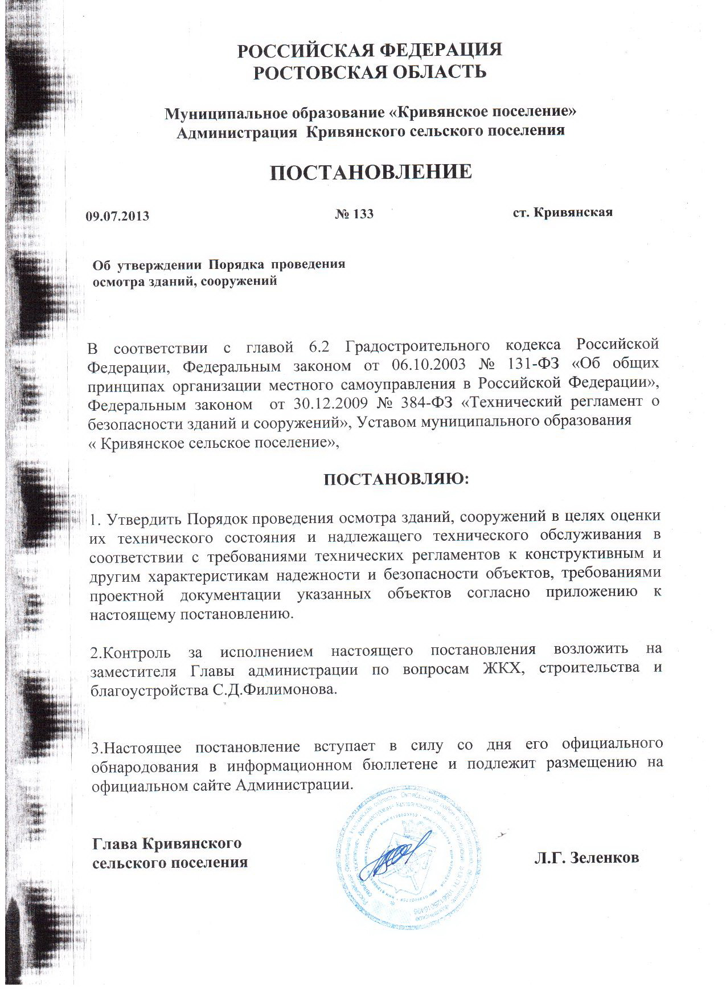 РОССИЙСКАЯ ФЕДЕРАЦИЯ
РОСТОВСКАЯ ОБЛАСТЬ
Муниципальное образование «Кривянское поселение»
Администрация Кривянского сельского поселения
ПОСТАНОВЛЕНИЕ
09.07.2013 № 133 ст. Кривянская
Об утверждении Порядка проведения
осмотра зданий, сооружений
В соответствии с главой 6.2 Градостроительного кодекса Российской
Федерации, Федеральным законом от 06.10.2003 № 131-ФЗ «Об общих
принципах организации местного самоуправления в Российской Федерации»,
Федеральным законом от 30.12.2009 № 384-ФЗ «Технический регламент о
безопасности зданий и сооружений», Уставом муниципального образования
« Кривянское сельское поселение»,
ПОСТАНОВЛЯЮ:
1. Утвердить Порядок проведения осмотра зданий, сооружений в целях оценки
их технического состояния и надлежащего технического обслуживания в
соответствии с требованиями технических регламентов к конструктивным и
другим характеристикам надежности и безопасности объектов, требованиями
проектной документации указанных объектов согласно приложению к
настоящему постановлению.
2.Контроль за исполнением настоящего постановления возложить на
заместителя Главы администрации по вопросам ЖКХ, строительства и
благоустройства С.Д.Филимонова.
3.Настоящее постановление вступает в силу со дня его официального
обнародования в информационном бюллетене и подлежит размещению на
официальном сайте Администрации.
Глава Кривянского
сельского поселения Л.Г. Зеленков